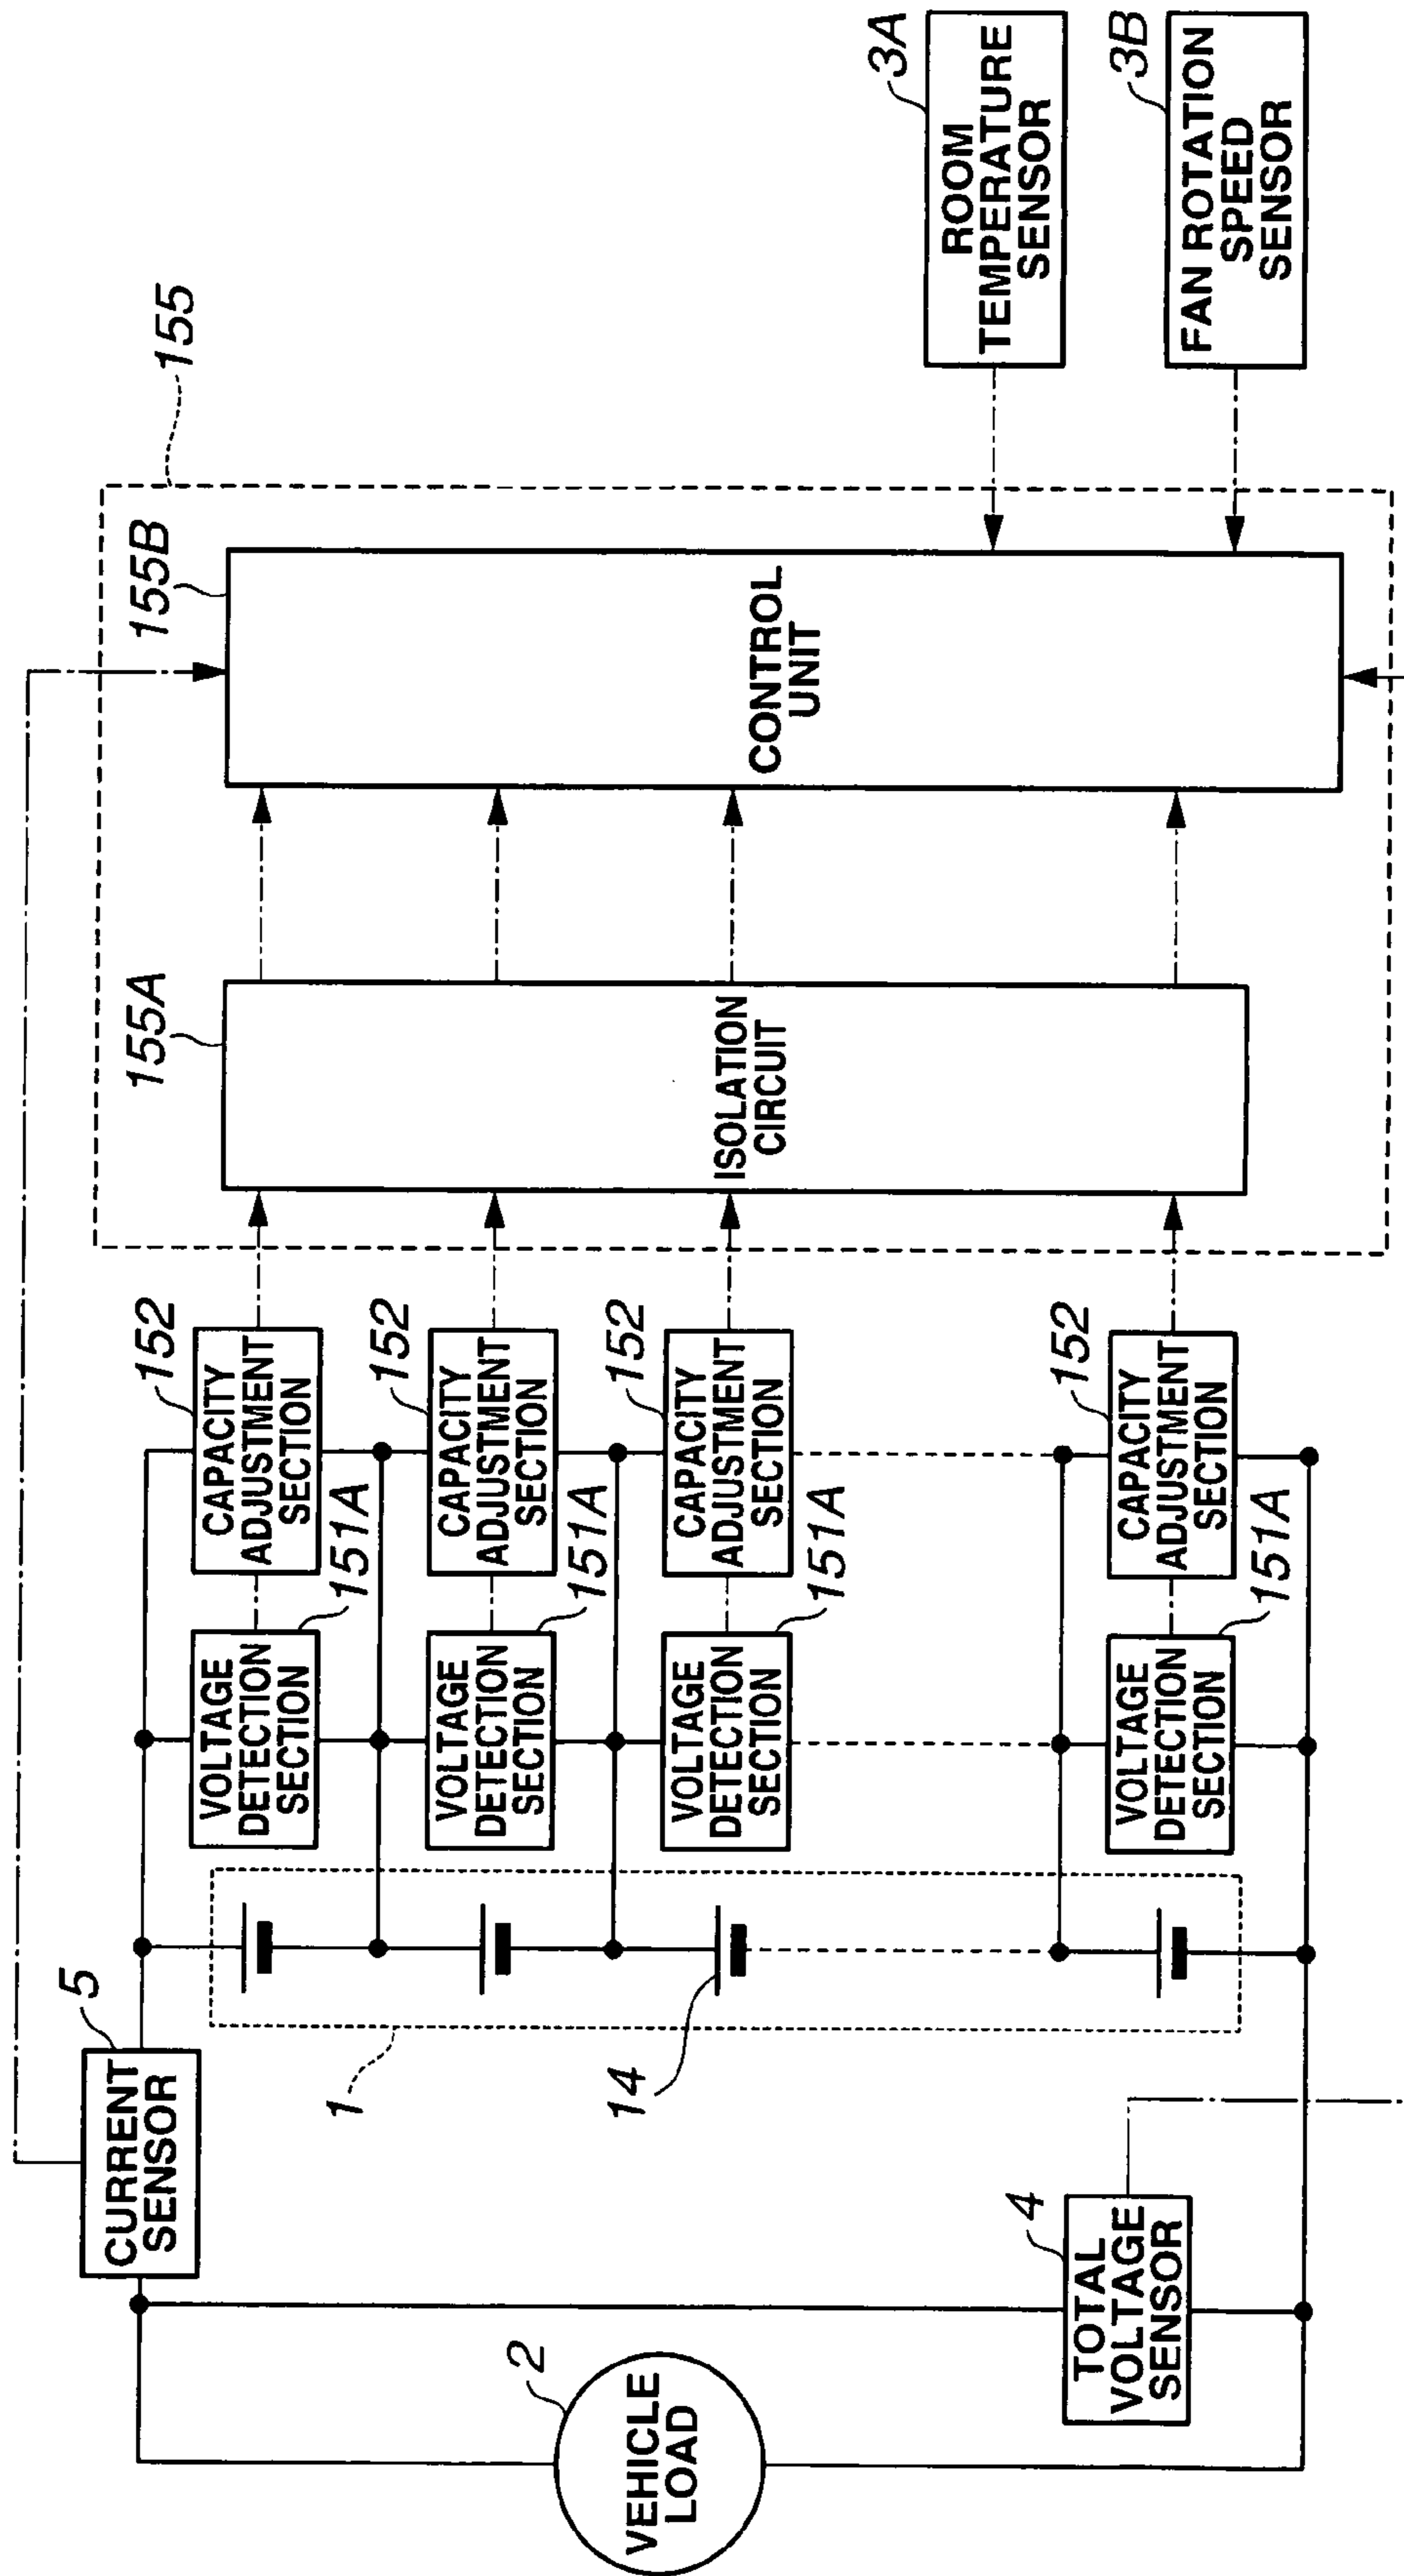 155
155B
155A
CONTROL
UNIT
ISOLATION
CIRCUIT
3A
ROOM
TEMPERATURE
SENSOR
3B
FAN ROTATION
SPEED
SENSOR
5
CURRENT
SENSOR
152
CAPACITY
ADJUSTMENT
SECTION
151A
VOLTAGE
DETECTION
SECTION
152
CAPACITY
ADJUSTMENT
SECTION
151A
VOLTAGE
DETECTION
SECTION
152
CAPACITY
ADJUSTMENT
SECTION
151A
VOLTAGE
DETECTION
SECTION
152
CAPACITY
ADJUSTMENT
SECTION
151A
VOLTAGE
DETECTION
SECTION
1
14
2
VEHICLE
LOAD
4
TOTAL
VOLTAGE
SENSOR